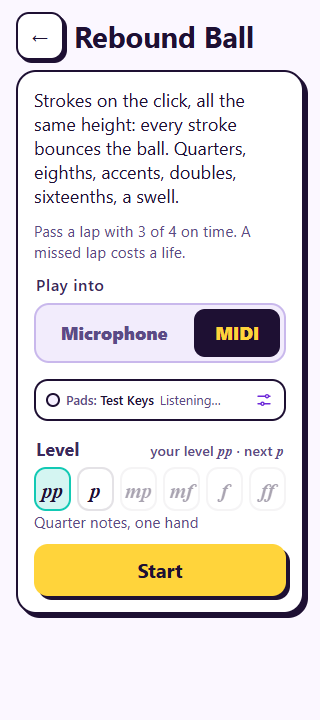 ← Rebound Ball
Strokes on the click, all the
same height: every stroke
bounces the ball. Quarters,
eighths, accents, doubles,
sixteenths, a swell.
Pass a lap with 3 of 4 on time. A
missed lap costs a life.
Play into
Microphone MIDI
Pads: Test Keys Listening...
Level your level pp · next p
pp p mp mf f ff
Quarter notes, one hand
Start